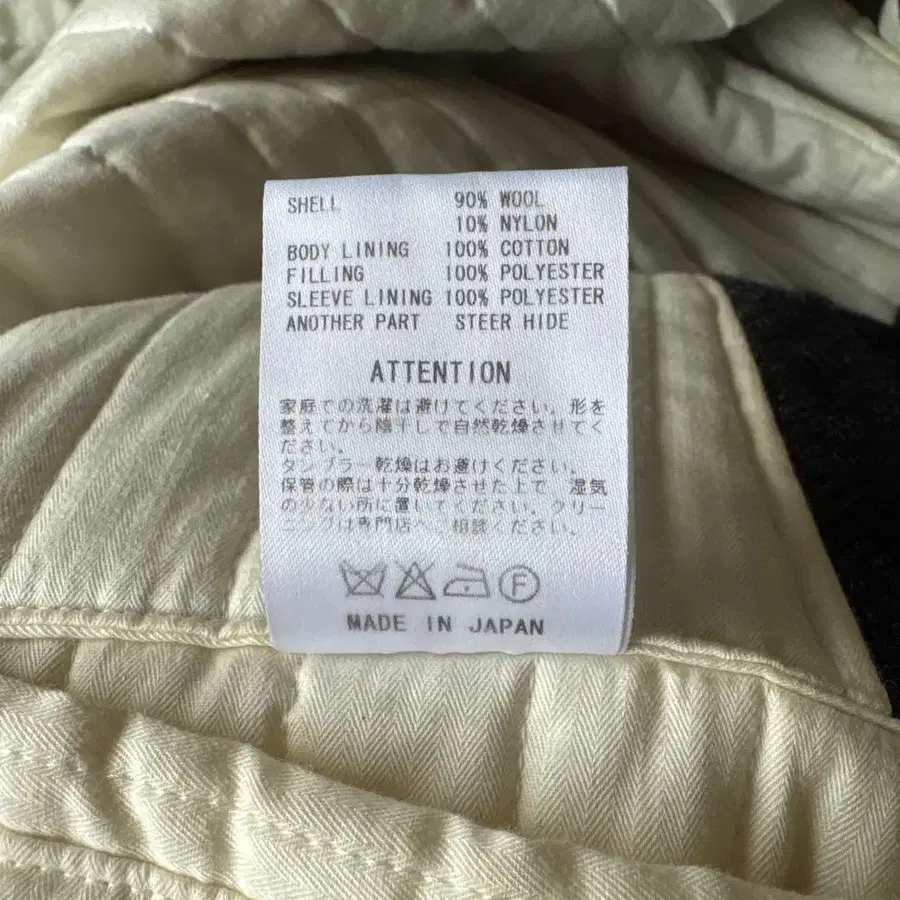 SHELL 90% WOOL
10% NYLON
BODY LINING 100% COTTON
FILLING 100% POLYESTER
SLEEVE LINING 100% POLYESTER
ANOTHER PART STEER HIDE
ATTENTION
家庭での洗濯は避けてください。形を
整えてから陰干しで自然乾燥させてく
ださい。
タンブラー乾燥はお避けください。
保管の際は十分乾燥させた上で、湿気
の少ない所に置してください。クリー
ニングは専門店へご相談ください。
F
MADE IN JAPAN